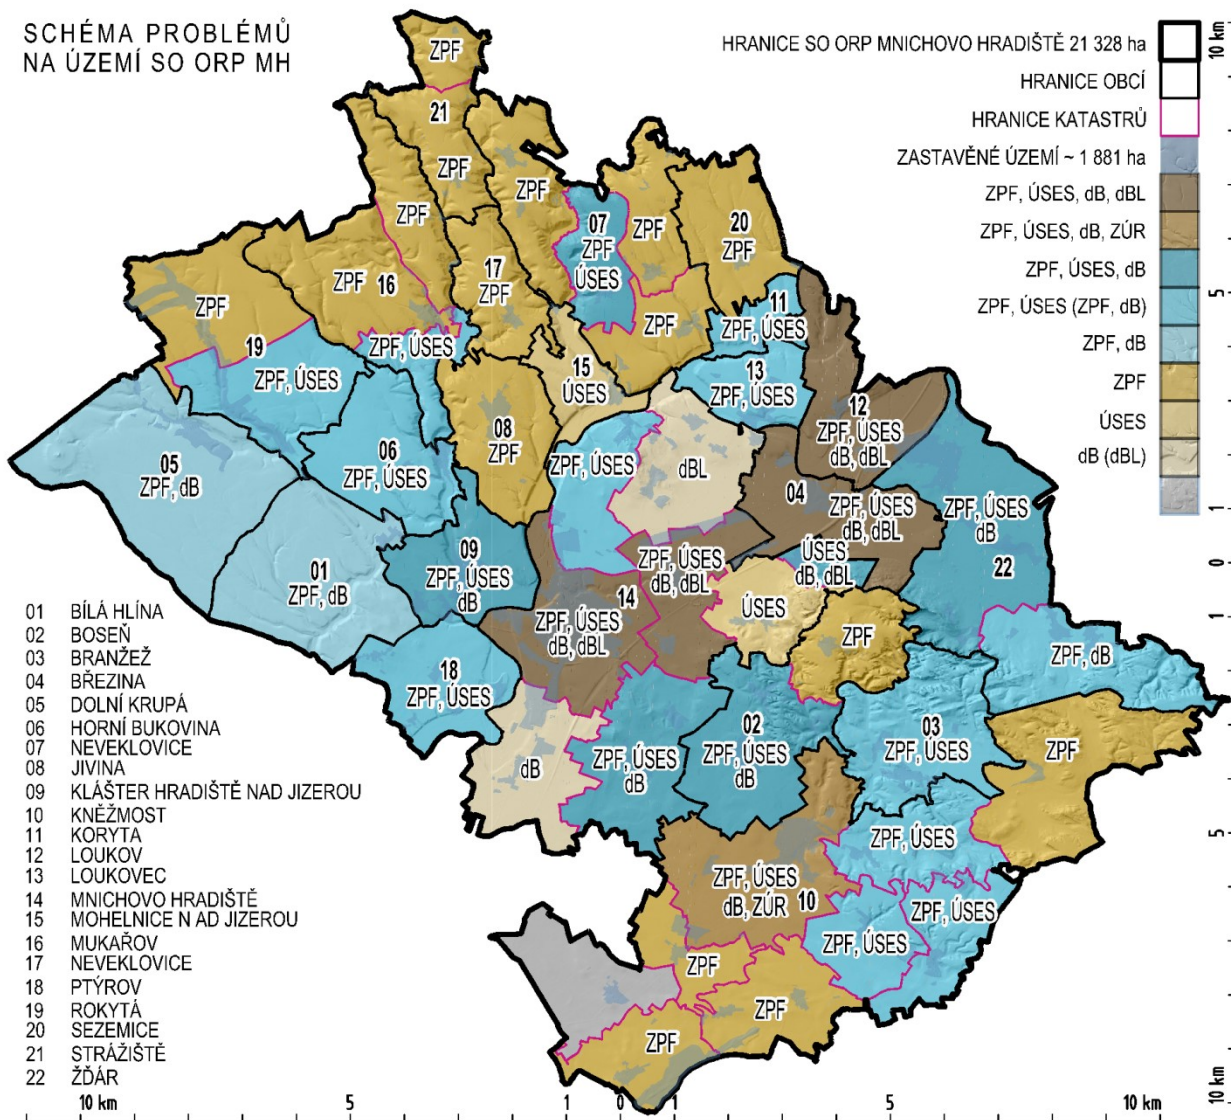 SCHÉMA PROBLÉMŮ
NA ÚZEMÍ SO ORP MH
HRANICE SO ORP MNICHOVO HRADIŠTĚ 21 328 ha
HRANICE OBCÍ
HRANICE KATASTRŮ
ZASTAVĚNÉ ÚZEMÍ ~ 1 881 ha
ZPF, ÚSES, dB, dBL
ZPF, ÚSES, dB, ZÚR
ZPF, ÚSES, dB
ZPF, ÚSES (ZPF, dB)
ZPF, dB
ZPF
ÚSES
dB (dBL)
10 km
5
1
0
1
5
10 km
ZPF
21
ZPF
ZPF
ZPF
07
ZPF
ÚSES
ZPF
20
ZPF
ZPF 16
17
ZPF
ZPF
19
ZPF, ÚSES
ZPF, ÚSES
15
ÚSES
ZPF
11
ZPF, ÚSES
13
ZPF, ÚSES
12
ZPF, ÚSES
dB, dBL
05
ZPF, dB
06
ZPF, ÚSES
08
ZPF
ZPF, ÚSES
dBL
04
ZPF, ÚSES
dB, dBL
ZPF, ÚSES
dB
22
01
ZPF, dB
09
ZPF, ÚSES
dB
ZPF, ÚSES
dB, dBL
ÚSES
dB, dBL
14
ZPF, ÚSES
dB, dBL
ÚSES
ZPF
ZPF, dB
18
ZPF, ÚSES
dB
ZPF, ÚSES
dB
02
ZPF, ÚSES
dB
03
ZPF, ÚSES
ZPF
ZPF, ÚSES
ZPF, ÚSES
dB, ZÚR 10
ZPF, ÚSES
ZPF, ÚSES
ZPF
ZPF
ZPF
01 BÍLÁ HLÍNA
02 BOSEŇ
03 BRANŽEŽ
04 BŘEZINA
05 DOLNÍ KRUPÁ
06 HORNÍ BUKOVINA
07 NEVEKLOVICE
08 JIVINA
09 KLÁŠTER HRADIŠTĚ NAD JIZEROU
10 KNĚŽMOST
11 KORYTA
12 LOUKOV
13 LOUKOVEC
14 MNICHOVO HRADIŠTĚ
15 MOHELNICE N AD JIZEROU
16 MUKAŘOV
17 NEVEKLOVICE
18 PTÝROV
19 ROKYTÁ
20 SEZEMICE
21 STRÁŽIŠTĚ
22 ŽĎÁR
10 km 5 1 0 1 5 10 km